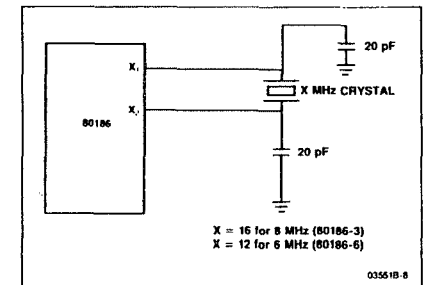 20 pF
X₁
X MHz CRYSTAL
X₂
80186
20 pF
X = 16 for 8 MHz (80186-3)
X = 12 for 6 MHz (80186-6)
03551B-8